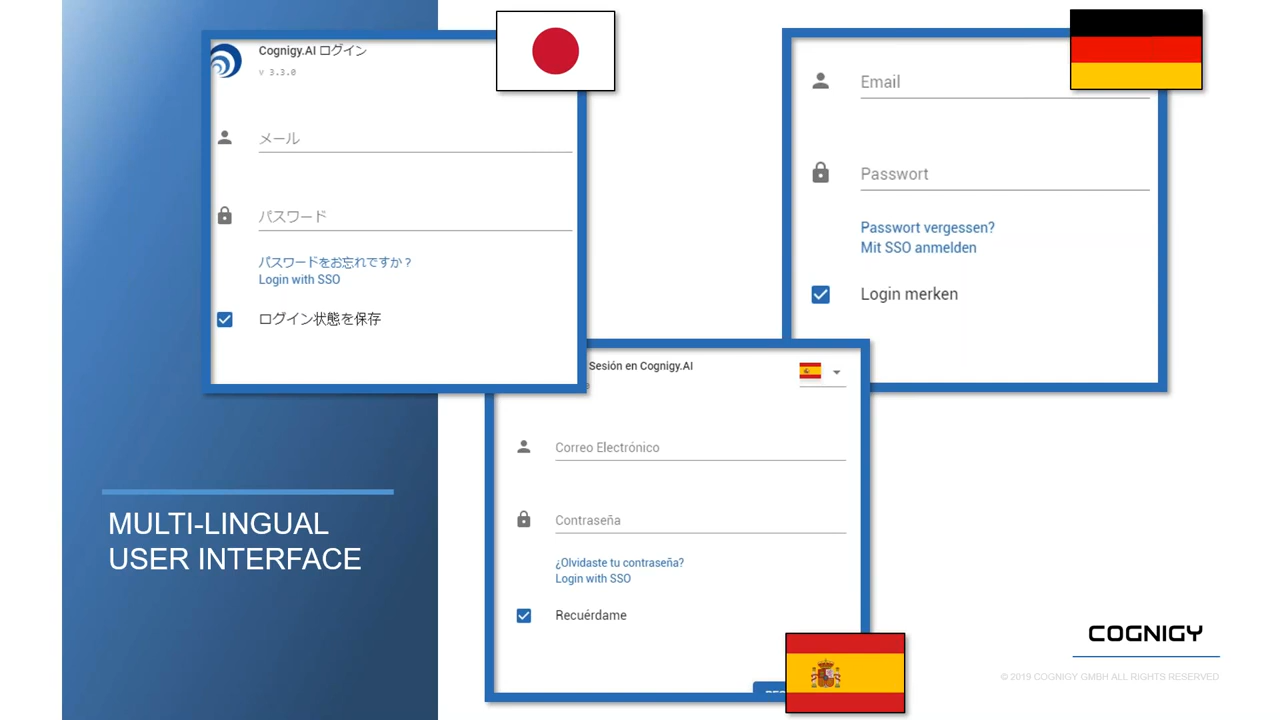 Cognigy.AI ログイン
v 3.3.0
メール
パスワード
パスワードをお忘れですか？
Login with SSO
ログイン状態を保存
Email
Passwort
Passwort vergessen?
Mit SSO anmelden
Login merken
Sesión en Cognigy.AI
Correo Electrónico
Contraseña
¿Olvidaste tu contraseña?
Login with SSO
Recuérdame
MULTI-LINGUAL
USER INTERFACE
COGNIGY
© 2019 COGNIGY GMBH ALL RIGHTS RESERVED